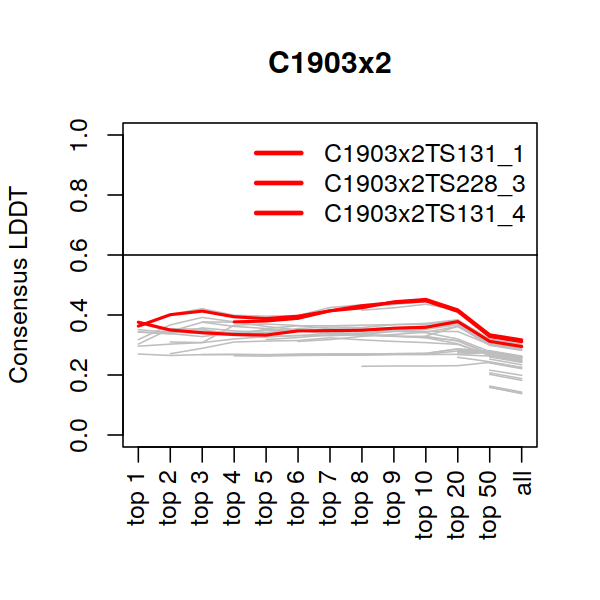 C1903x2
C1903x2TS131_1
C1903x2TS228_3
C1903x2TS131_4
Consensus LDDT
1.0
0.8
0.6
0.4
0.2
0.0
top 1
top 2
top 3
top 4
top 5
top 6
top 7
top 8
top 9
top 10
top 20
top 50
all